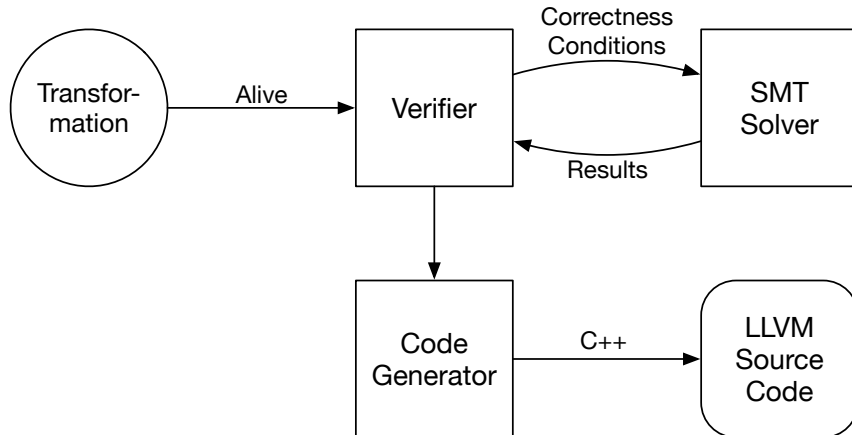 Transfor-
mation
Alive
Verifier
Correctness
Conditions
SMT
Solver
Results
Code
Generator
C++
LLVM
Source
Code